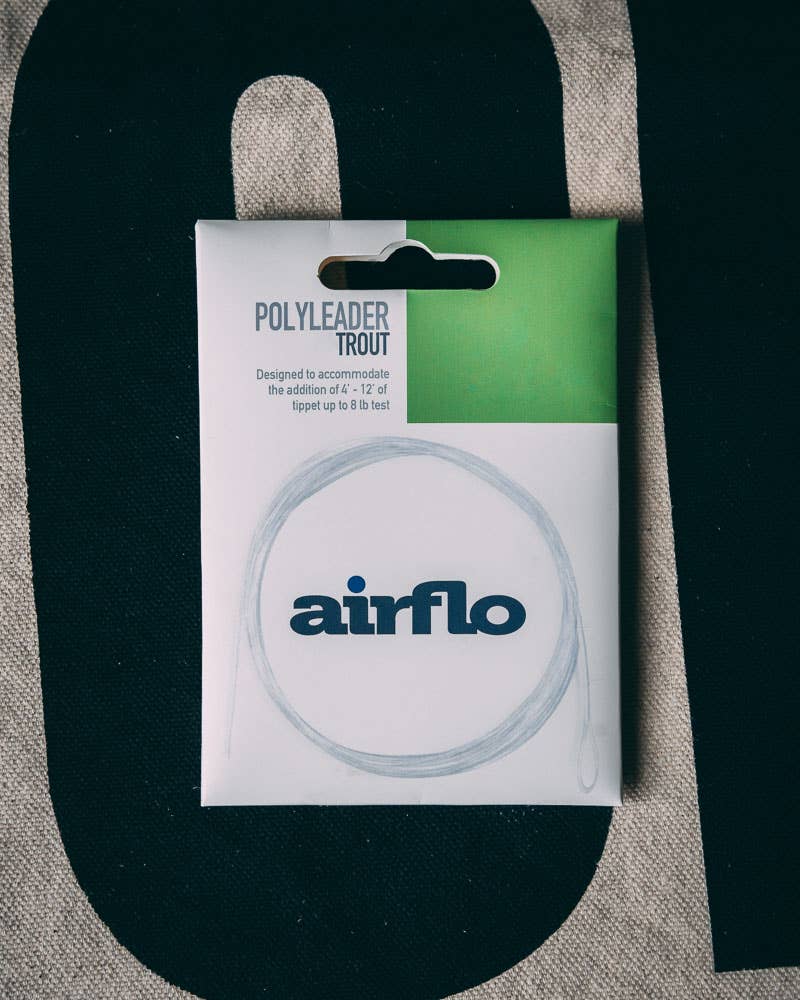 POLYLEADER
TROUT
Designed to accommodate
the addition of 4' - 12' of
tippet up to 8 lb test
airflo